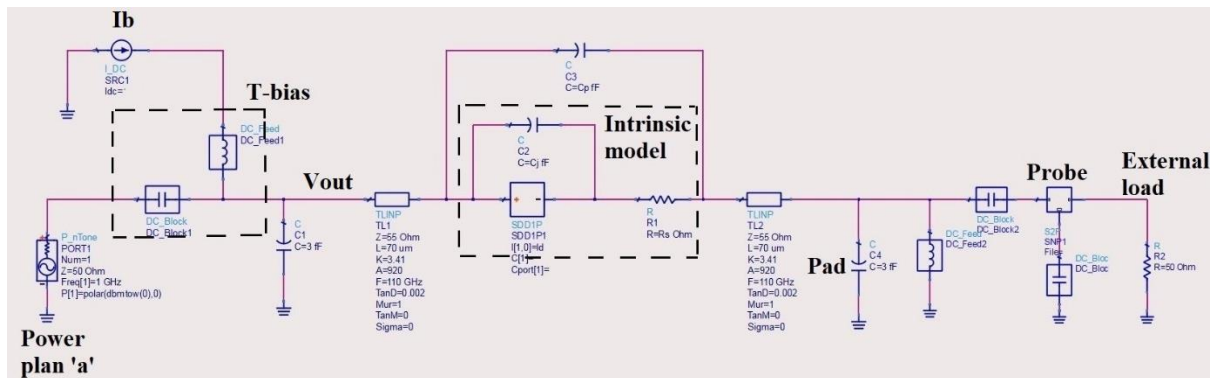 Ib
I_DC
SRC1
Idc=
T-bias
DC_Feed
DC_Feed1
DC_Block
DC_Block1
Vout
P_nTone
PORT1
Num=1
Z=50 Ohm
Freq[1]=1 GHz
P[1]=polar(dbmtow(0),0)
Power
plan 'a'
C
C1
C=3 fF
TLINP
TL1
Z=55 Ohm
L=70 um
K=3.41
A=920
F=110 GHz
TanD=0.002
Mur=1
TanM=0
Sigma=0
C
C3
C=Cp fF
C
C2
C=Cj fF
Intrinsic
model
SDD1P
SDD1P1
I[1,0]=Id
C[1]=
Cport[1]=
R
R1
R=Rs Ohm
TLINP
TL2
Z=55 Ohm
L=70 um
K=3.41
A=920
F=110 GHz
TanD=0.002
Mur=1
TanM=0
Sigma=0
Pad
C
C4
C=3 fF
DC_Feed
DC_Feed2
DC_Block
DC_Block2
Probe
S2P
SNP1
File=
DC_Bloc
DC_Bloc
External
load
R
R2
R=50 Ohm